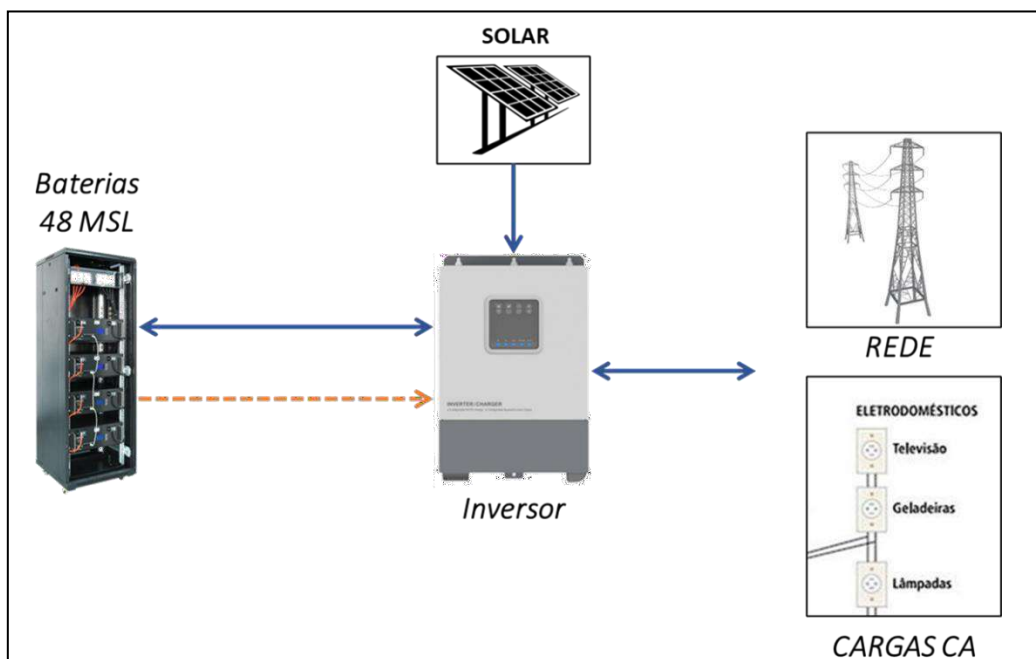 SOLAR
Baterias
48 MSL
REDE
INVERTER/CHARGER
Inversor
ELETRODOMÉSTICOS
Televisão
Geladeiras
Lâmpadas
CARGAS CA